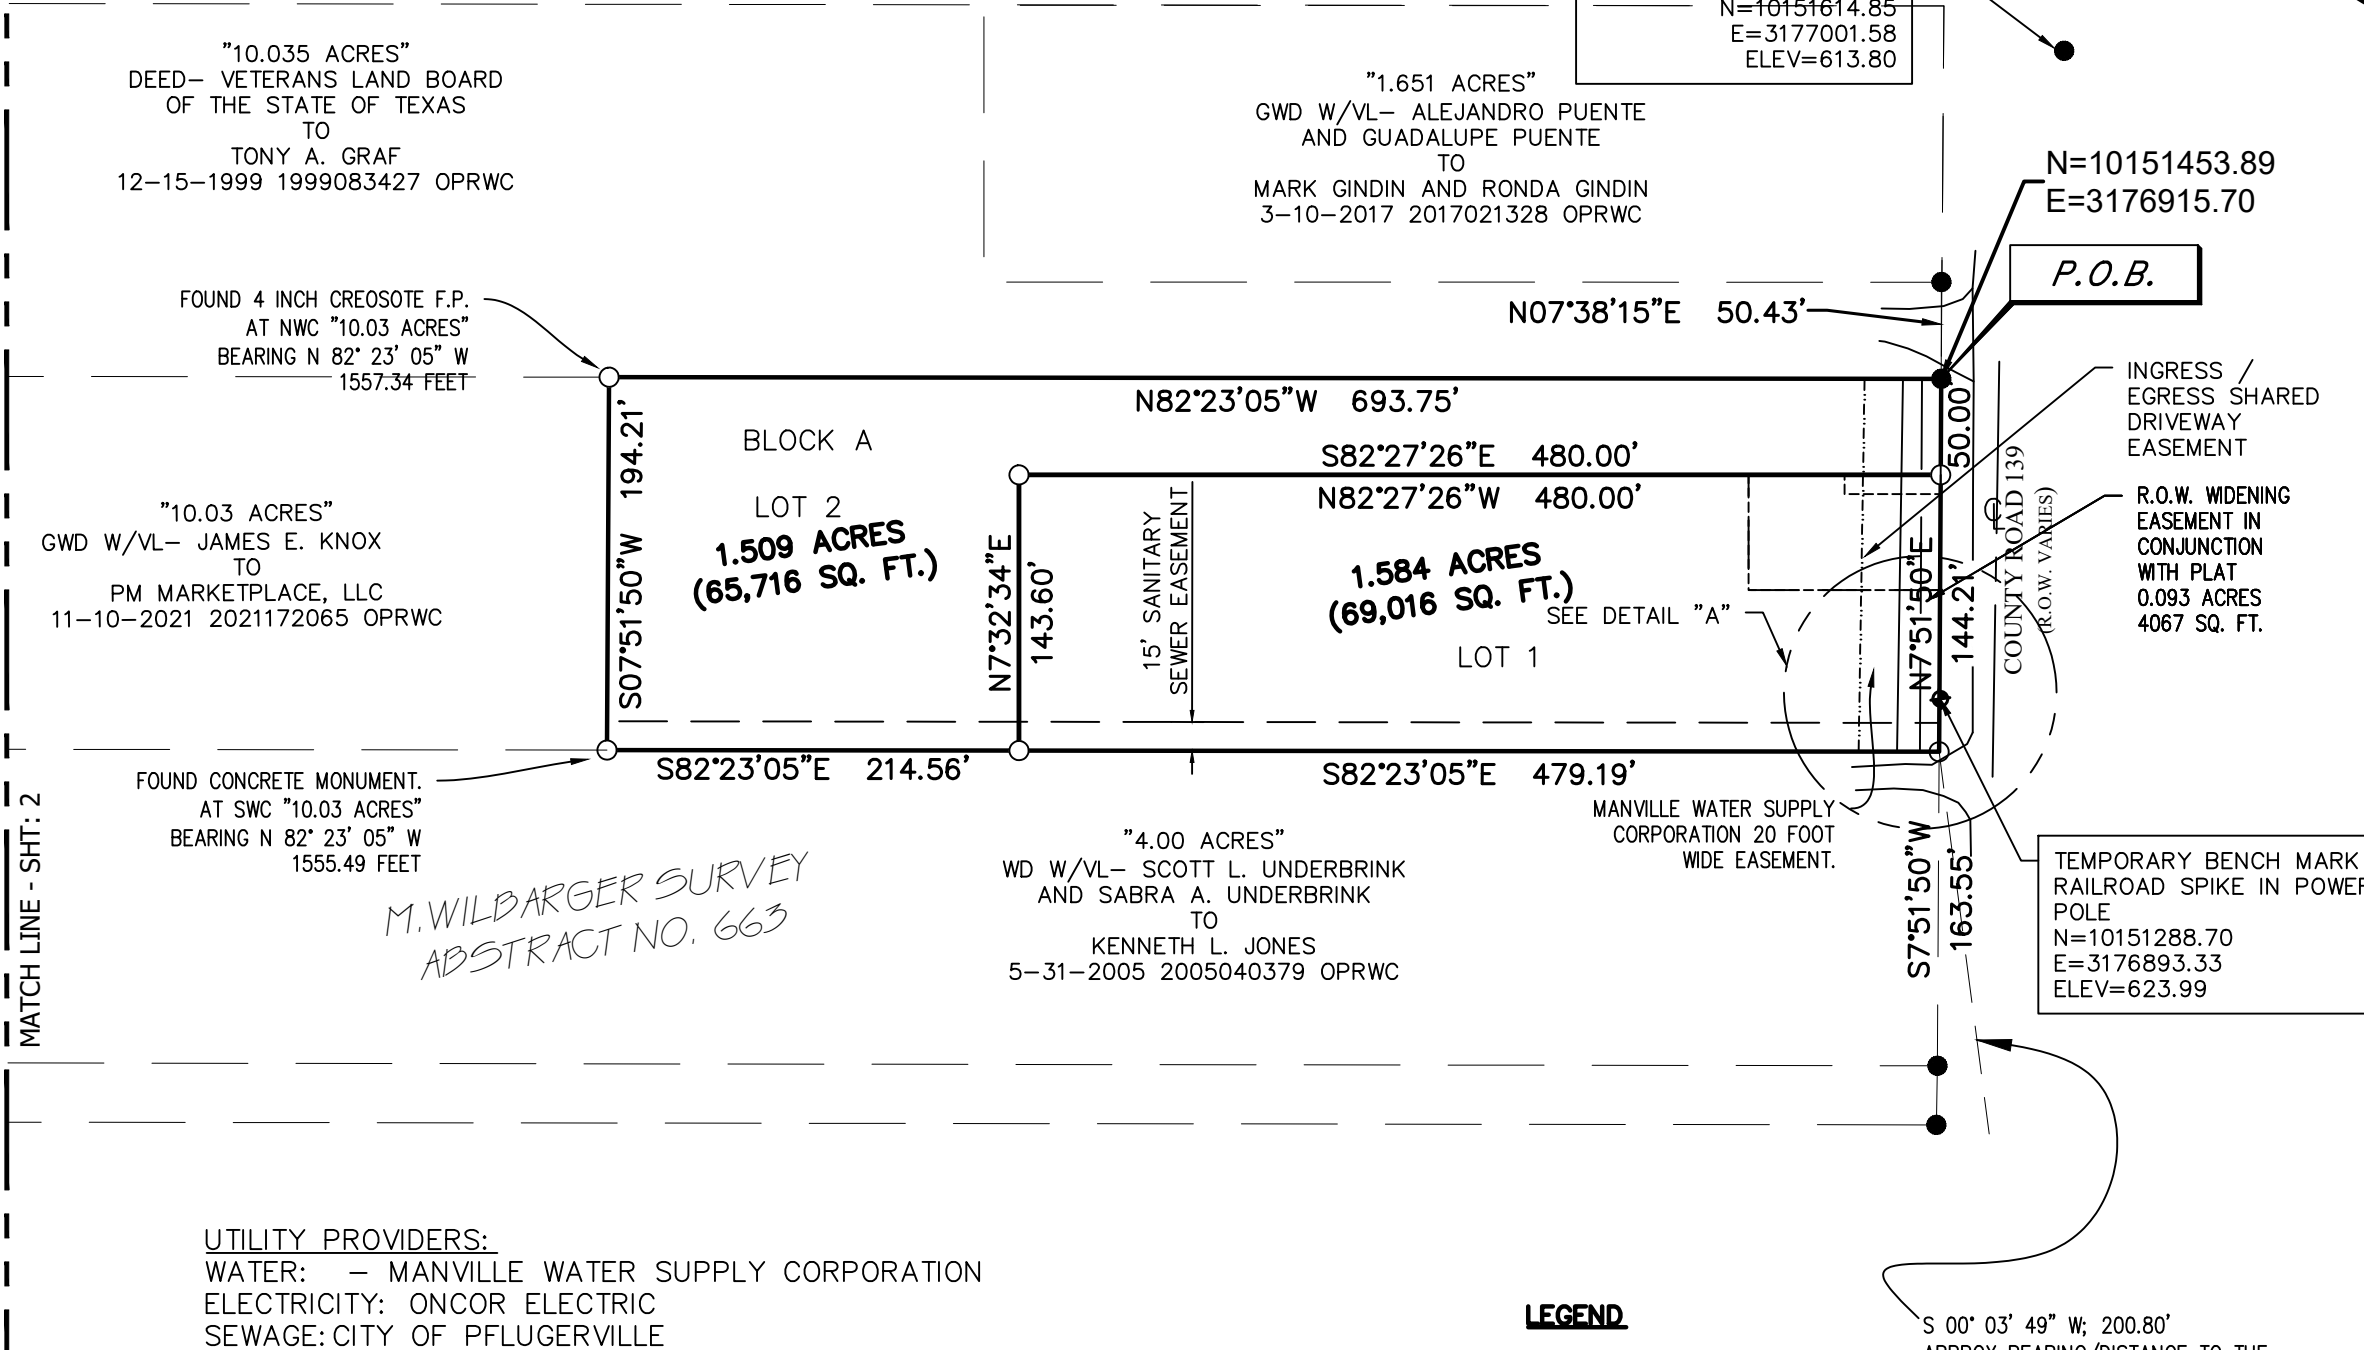 N=10151614.85
E=3177001.58
ELEV=613.80
"10.035 ACRES"
DEED– VETERANS LAND BOARD
OF THE STATE OF TEXAS
TO
TONY A. GRAF
12–15–1999 1999083427 OPRWC
"1.651 ACRES"
GWD W/VL– ALEJANDRO PUENTE
AND GUADALUPE PUENTE
TO
MARK GINDIN AND RONDA GINDIN
3–10–2017 2017021328 OPRWC
N=10151453.89
E=3176915.70
P.O.B.
FOUND 4 INCH CREOSOTE F.P.
AT NWC "10.03 ACRES"
BEARING N 82° 23' 05" W
1557.34 FEET
N07°38'15"E 50.43'
N82°23'05"W 693.75'
INGRESS /
EGRESS SHARED
DRIVEWAY
EASEMENT
50.00'
194.21'
S07°51'50"W
BLOCK A
LOT 2
1.509 ACRES
(65,716 SQ. FT.)
S82°27'26"E 480.00'
N82°27'26"W 480.00'
N7°32'34"E
143.60'
15' SANITARY
SEWER EASEMENT
1.584 ACRES
(69,016 SQ. FT.)
LOT 1
SEE DETAIL "A"
N7°51'50"E
144.21'
COUNTY ROAD 139
(R.O.W. VARIES)
R.O.W. WIDENING
EASEMENT IN
CONJUNCTION
WITH PLAT
0.093 ACRES
4067 SQ. FT.
"10.03 ACRES"
GWD W/VL– JAMES E. KNOX
TO
PM MARKETPLACE, LLC
11–10–2021 2021172065 OPRWC
S82°23'05"E 214.56'
S82°23'05"E 479.19'
FOUND CONCRETE MONUMENT.
AT SWC "10.03 ACRES"
BEARING N 82° 23' 05" W
1555.49 FEET
MATCH LINE - SHT: 2
M.WILBARGER SURVEY
ABSTRACT NO. 663
"4.00 ACRES"
WD W/VL– SCOTT L. UNDERBRINK
AND SABRA A. UNDERBRINK
TO
KENNETH L. JONES
5–31–2005 2005040379 OPRWC
MANVILLE WATER SUPPLY
CORPORATION 20 FOOT
WIDE EASEMENT.
S7°51'50"W
163.55'
TEMPORARY BENCH MARK
RAILROAD SPIKE IN POWER
POLE
N=10151288.70
E=3176893.33
ELEV=623.99
UTILITY PROVIDERS:
WATER: – MANVILLE WATER SUPPLY CORPORATION
ELECTRICITY: ONCOR ELECTRIC
SEWAGE: CITY OF PFLUGERVILLE
LEGEND
S 00° 03' 49" W; 200.80'
APPROX BEARING/DISTANCE TO THE